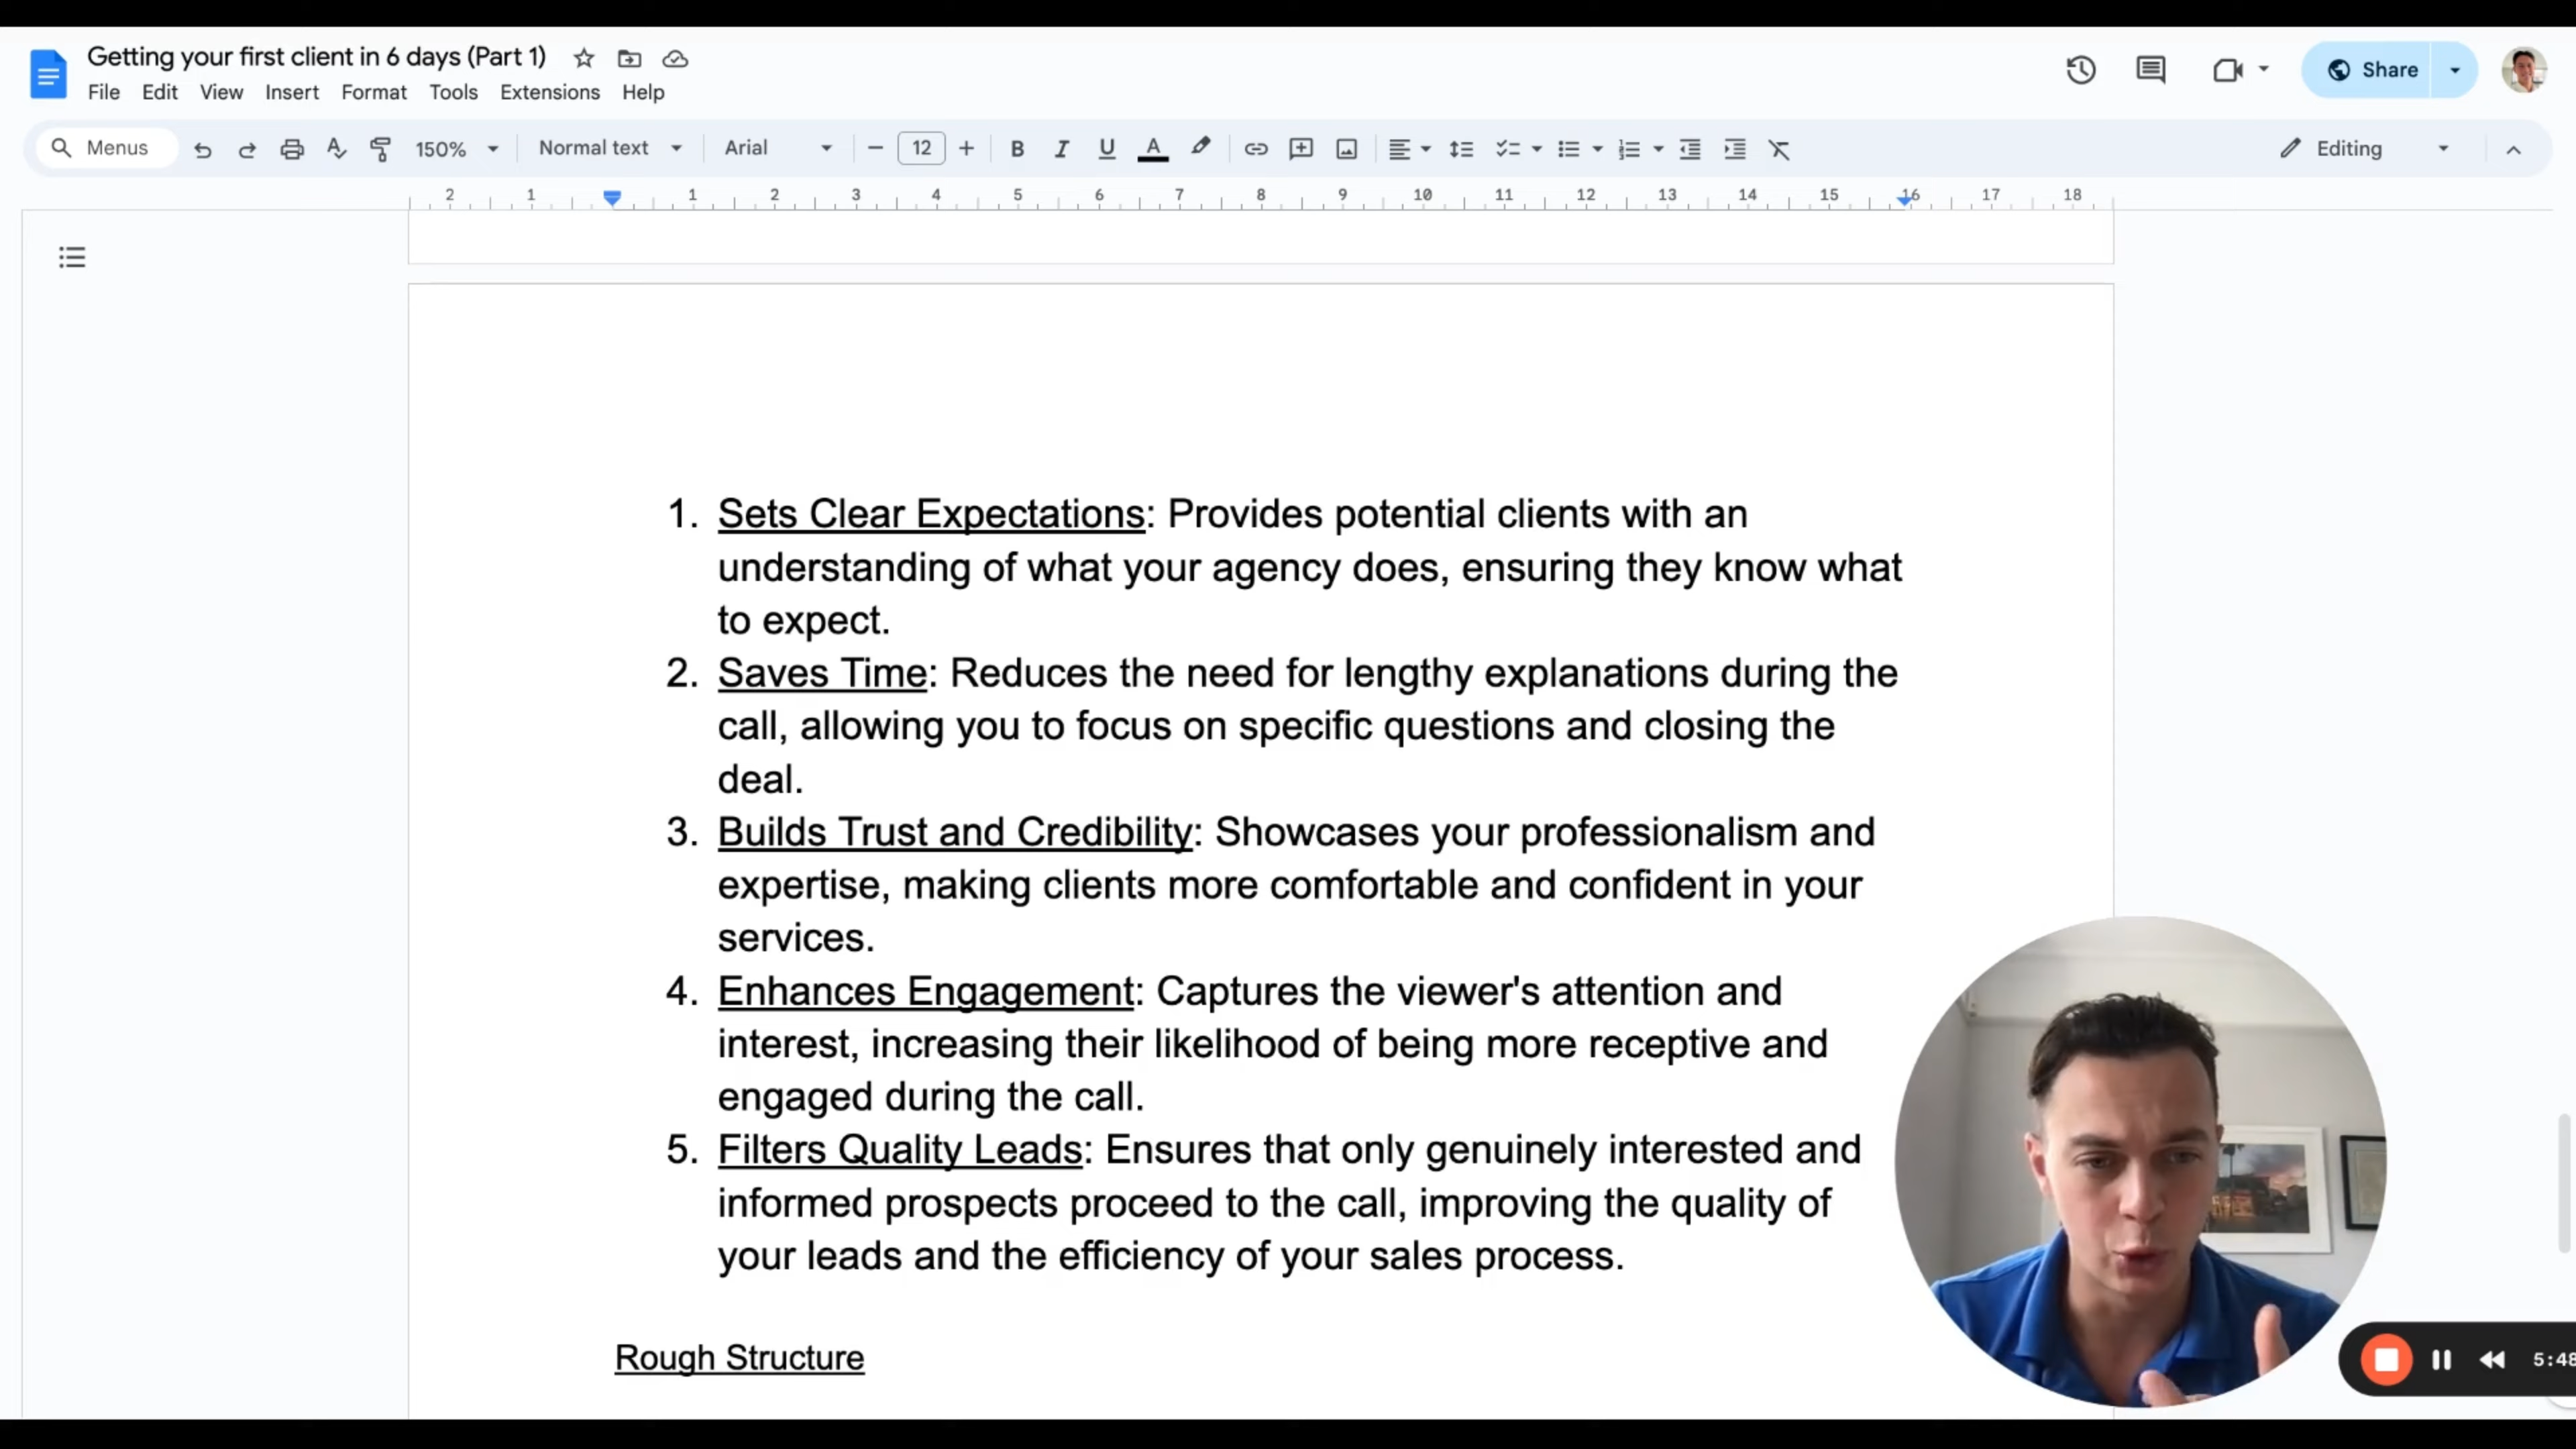 Getting your first client in 6 days (Part 1)
File Edit View Insert Format Tools Extensions Help
Share
Menus 150% Normal text Arial 12 B I U A Editing
2 1 1 2 3 4 5 6 7 8 9 10 11 12 13 14 15 16 17 18
1. Sets Clear Expectations: Provides potential clients with an
understanding of what your agency does, ensuring they know what
to expect.
2. Saves Time: Reduces the need for lengthy explanations during the
call, allowing you to focus on specific questions and closing the
deal.
3. Builds Trust and Credibility: Showcases your professionalism and
expertise, making clients more comfortable and confident in your
services.
4. Enhances Engagement: Captures the viewer's attention and
interest, increasing their likelihood of being more receptive and
engaged during the call.
5. Filters Quality Leads: Ensures that only genuinely interested and
informed prospects proceed to the call, improving the quality of
your leads and the efficiency of your sales process.
Rough Structure
5:48